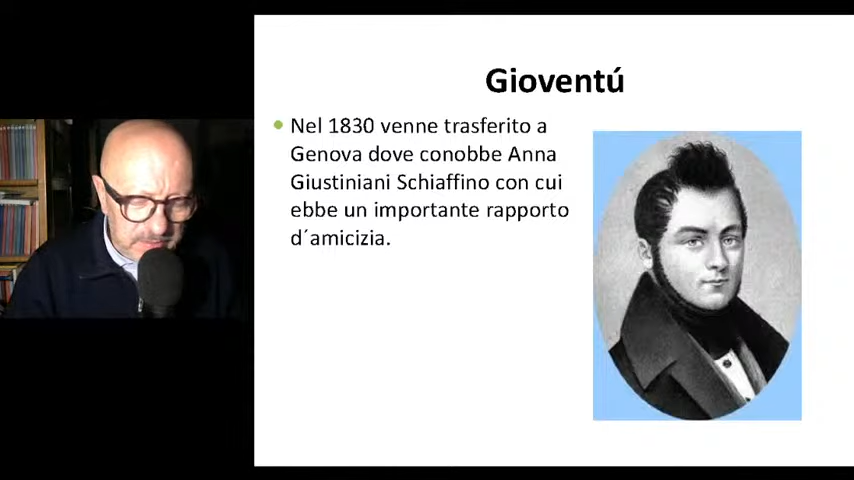 Gioventú
Nel 1830 venne trasferito a
Genova dove conobbe Anna
Giustiniani Schiaffino con cui
ebbe un importante rapporto
d´amicizia.